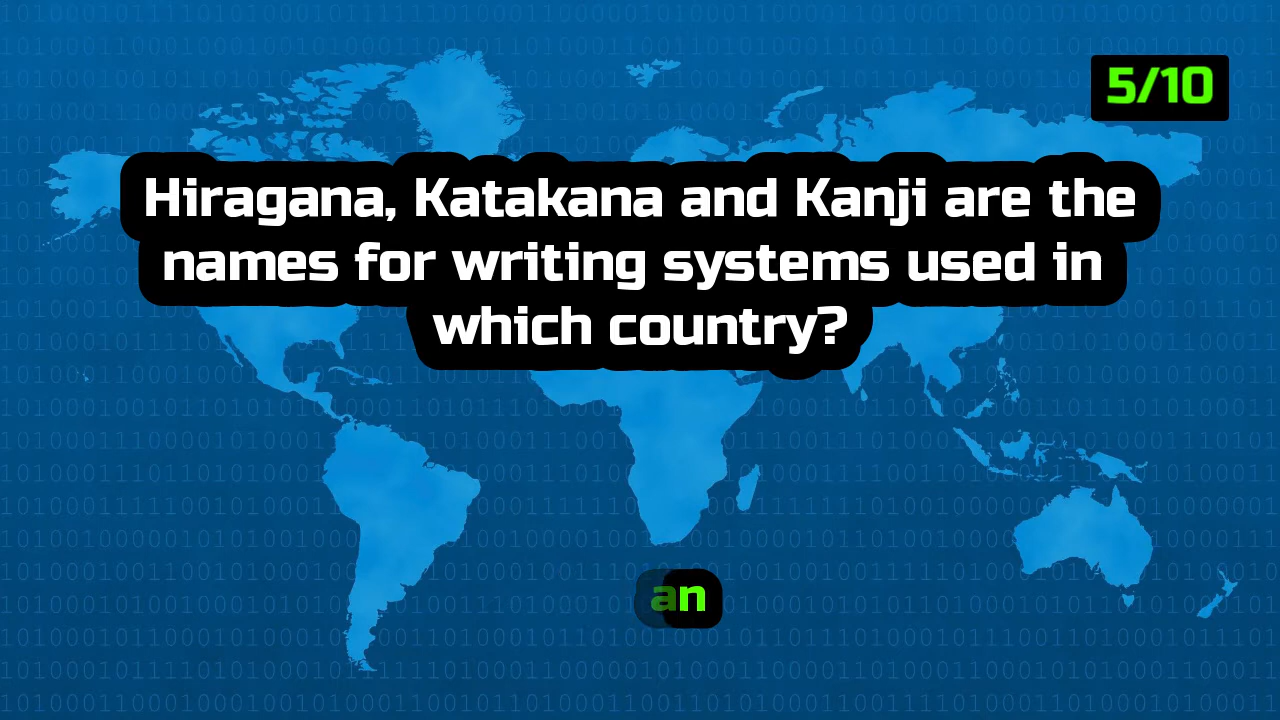 5/10
Hiragana, Katakana and Kanji are the
names for writing systems used in
which country?
an